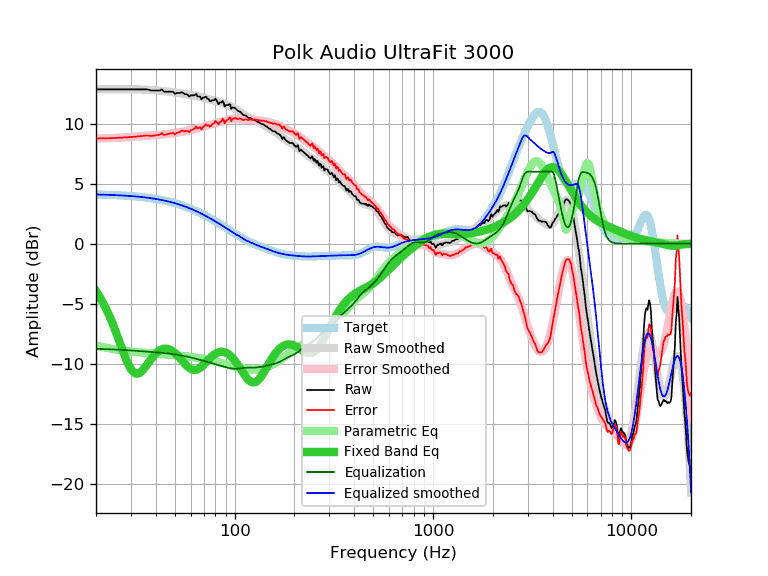 Polk Audio UltraFit 3000
Amplitude (dBr)
10
5
0
−5
−10
−15
−20
Target
Raw Smoothed
Error Smoothed
Raw
Error
Parametric Eq
Fixed Band Eq
Equalization
Equalized smoothed
100
1000
10000
Frequency (Hz)